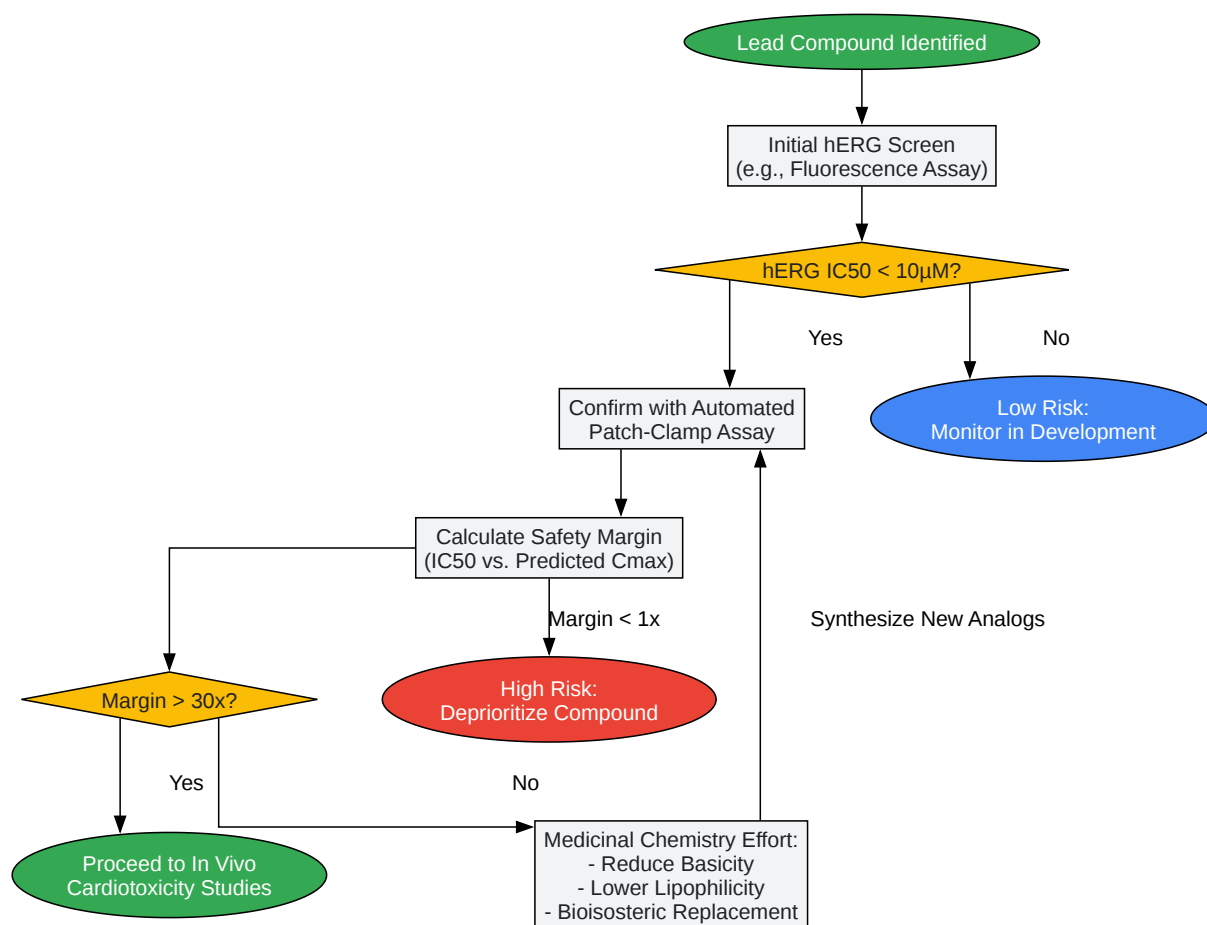 Lead Compound Identified
Initial hERG Screen
(e.g., Fluorescence Assay)
hERG IC50 < 10µM?
Yes
No
Confirm with Automated
Patch-Clamp Assay
Low Risk:
Monitor in Development
Calculate Safety Margin
(IC50 vs. Predicted Cmax)
Margin < 1x
Synthesize New Analogs
Margin > 30x?
High Risk:
Deprioritize Compound
Yes
No
Proceed to In Vivo
Cardiotoxicity Studies
Medicinal Chemistry Effort:
- Reduce Basicity
- Lower Lipophilicity
- Bioisosteric Replacement